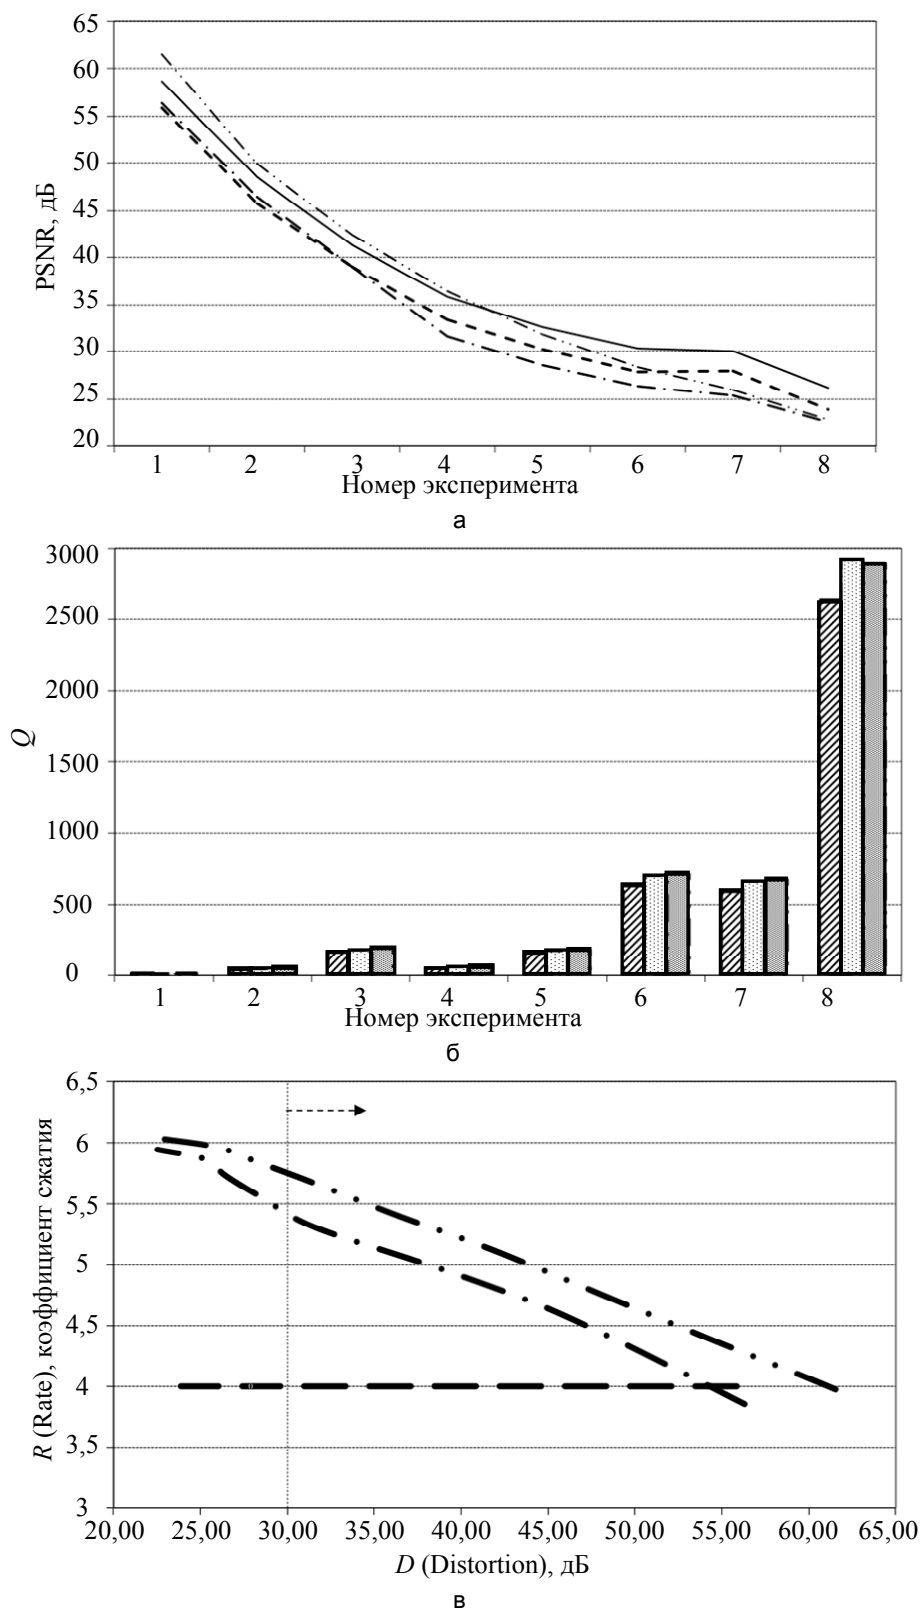 65
60
55
50
45
40
35
30
25
20
PSNR, дБ
1 2 3 4 5 6 7 8
Номер эксперимента
а
3000
2500
2000
1500
1000
500
0
Q
1 2 3 4 5 6 7 8
Номер эксперимента
б
6,5
6
5,5
5
4,5
4
3,5
3
R (Rate), коэффициент сжатия
20,00 25,00 30,00 35,00 40,00 45,00 50,00 55,00 60,00 65,00
D (Distortion), дБ
в